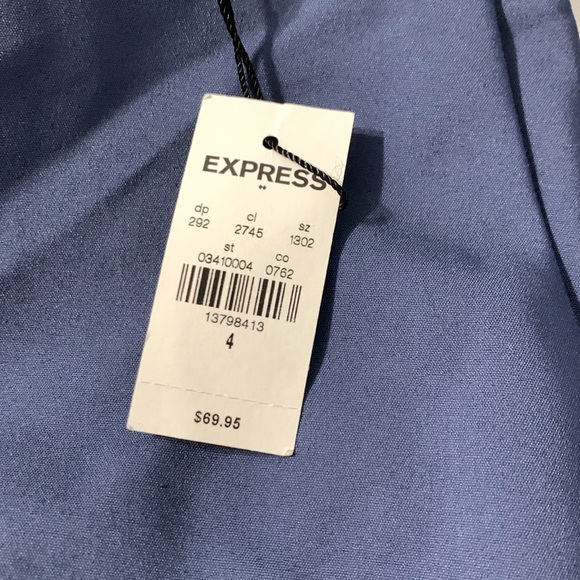 EXPRESS
dp cl sz
292 2745 1302
st co
03410004 0762
13798413
4
$69.95